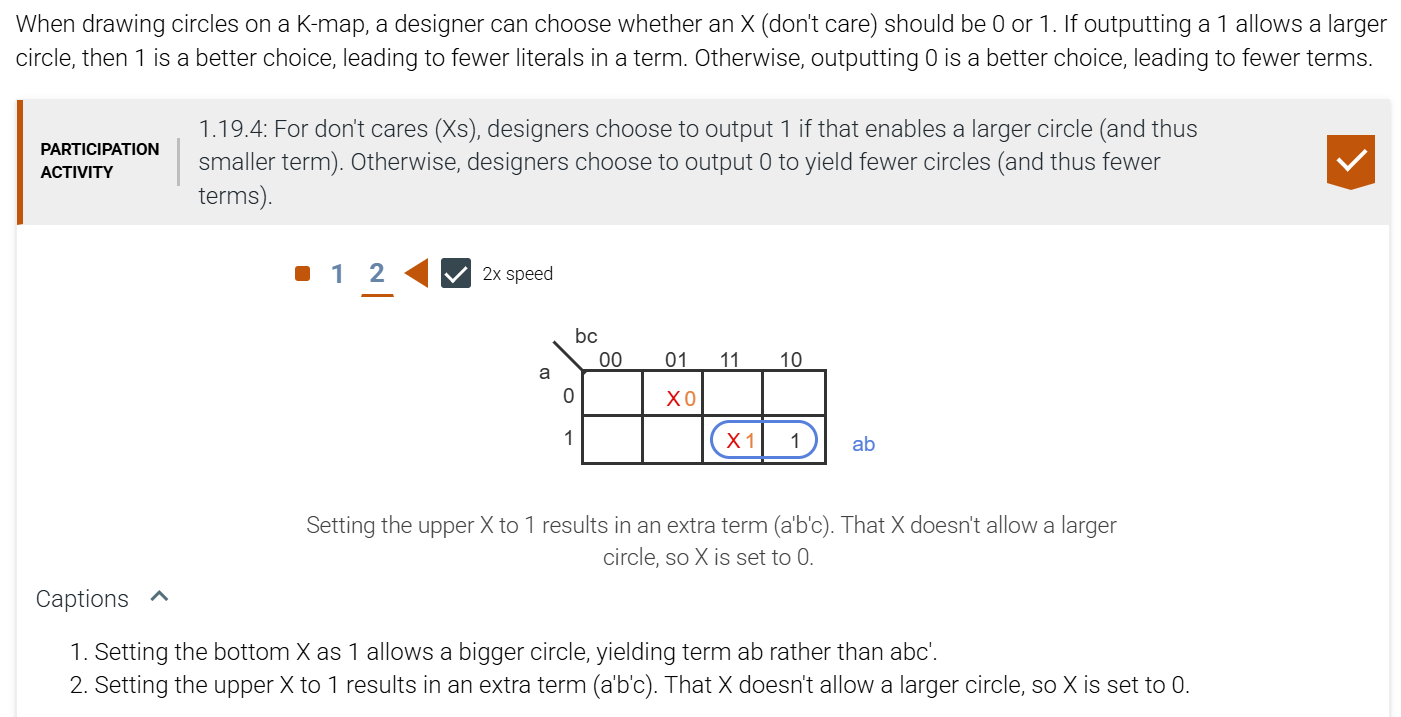 When drawing circles on a K-map, a designer can choose whether an X (don't care) should be 0 or 1. If outputting a 1 allows a larger
circle, then 1 is a better choice, leading to fewer literals in a term. Otherwise, outputting 0 is a better choice, leading to fewer terms.
PARTICIPATION
ACTIVITY
1.19.4: For don't cares (Xs), designers choose to output 1 if that enables a larger circle (and thus
smaller term). Otherwise, designers choose to output 0 to yield fewer circles (and thus fewer
terms).
1 2 2x speed
bc
00 01 11 10
a
0 X 0
1 X 1 1 ab
Setting the upper X to 1 results in an extra term (a'b'c). That X doesn't allow a larger
circle, so X is set to 0.
Captions
1. Setting the bottom X as 1 allows a bigger circle, yielding term ab rather than abc'.
2. Setting the upper X to 1 results in an extra term (a'b'c). That X doesn't allow a larger circle, so X is set to 0.